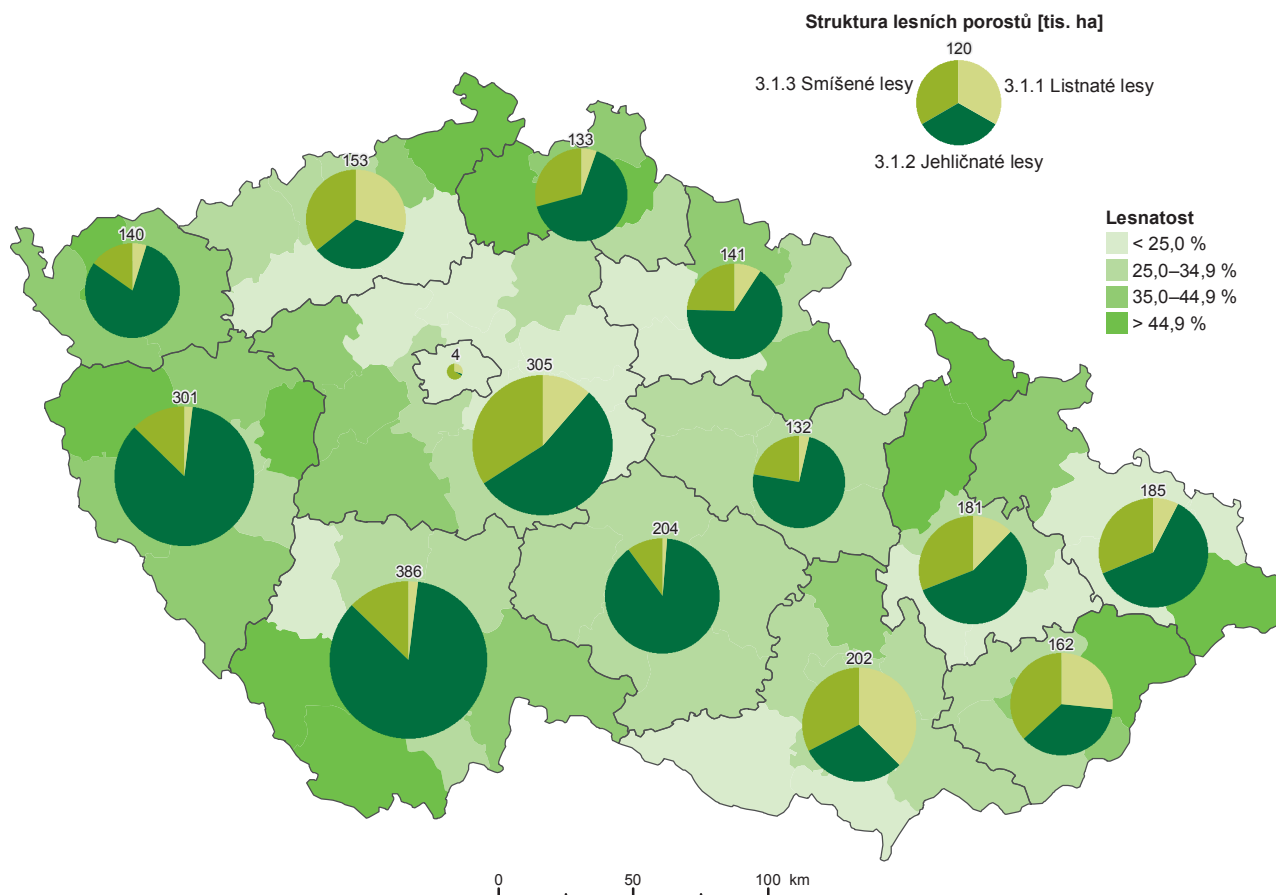 Struktura lesních porostů [tis. ha]
120
3.1.3 Smíšené lesy
3.1.1 Listnaté lesy
3.1.2 Jehličnaté lesy
Lesnatost
< 25,0 %
25,0–34,9 %
35,0–44,9 %
> 44,9 %
133
153
140
141
4
305
301
132
181
185
204
386
162
202
0 50 100 km